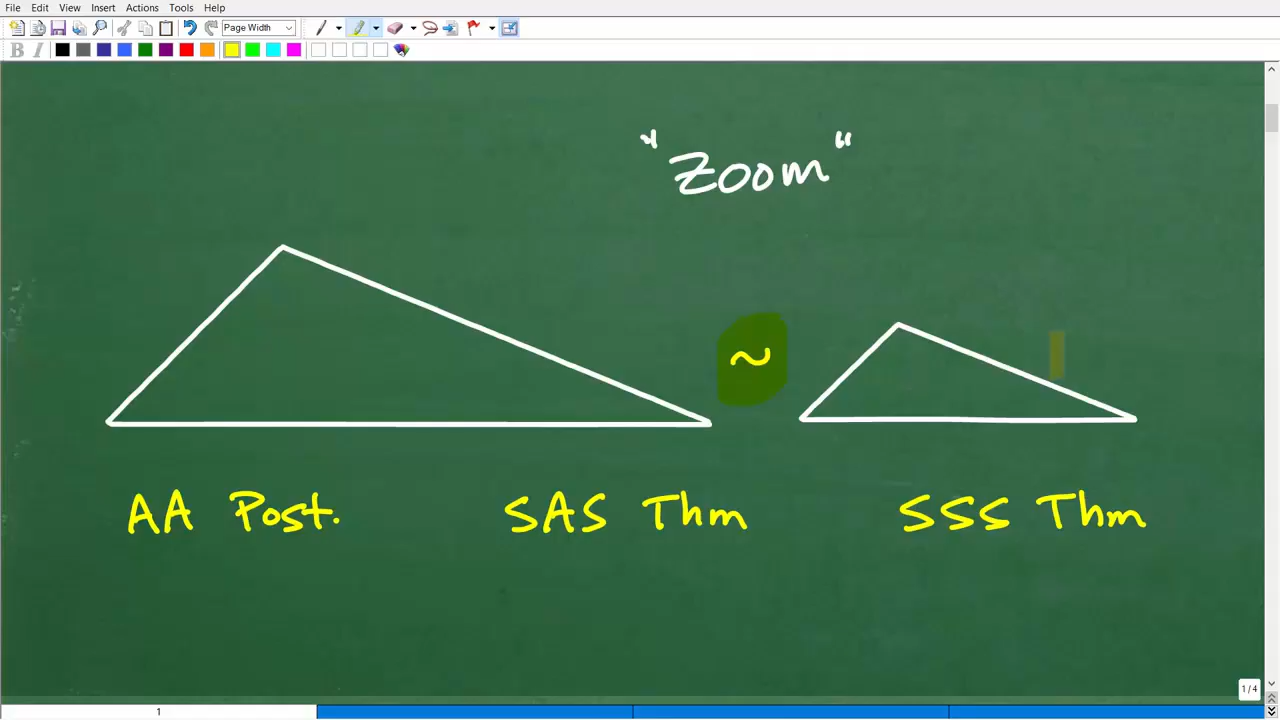 File Edit View Insert Actions Tools Help
Page Width
B I
"Zoom"
~
AA Post. SAS Thm SSS Thm
1/4
1